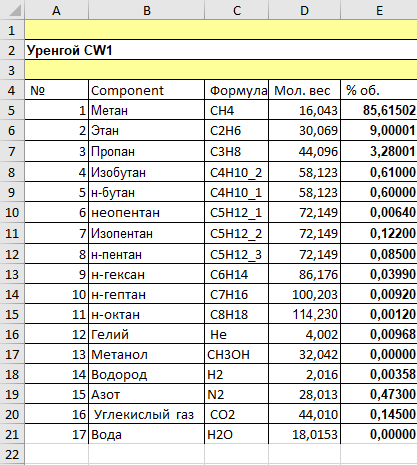 A B C D E
1
2 Уренгой CW1
3
4 № Component Формула Мол. вес % об.
5 1 Метан CH4 16,043 85,61502
6 2 Этан C2H6 30,069 9,00001
7 3 Пропан C3H8 44,096 3,28001
8 4 Изобутан C4H10_2 58,123 0,61000
9 5 н-бутан C4H10_1 58,123 0,60000
10 6 неопентан C5H12_1 72,149 0,00640
11 7 Изопентан C5H12_2 72,149 0,12200
12 8 н-пентан C5H12_3 72,149 0,08500
13 9 н-гексан C6H14 86,176 0,03990
14 10 н-гептан C7H16 100,203 0,00920
15 11 н-октан C8H18 114,230 0,00120
16 12 Гелий He 4,002 0,00968
17 13 Метанол CH3OH 32,042 0,00000
18 14 Водород H2 2,016 0,00358
19 15 Азот N2 28,013 0,47300
20 16 Углекислый газ CO2 44,010 0,14500
21 17 Вода H2O 18,0153 0,00000
22